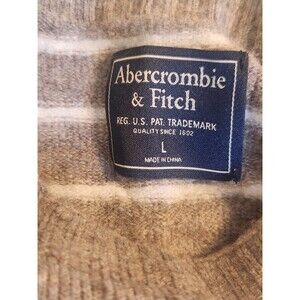 Abercrombie
& Fitch
REG. U.S. PAT. TRADEMARK
QUALITY SINCE 1892
L
MADE IN CHINA